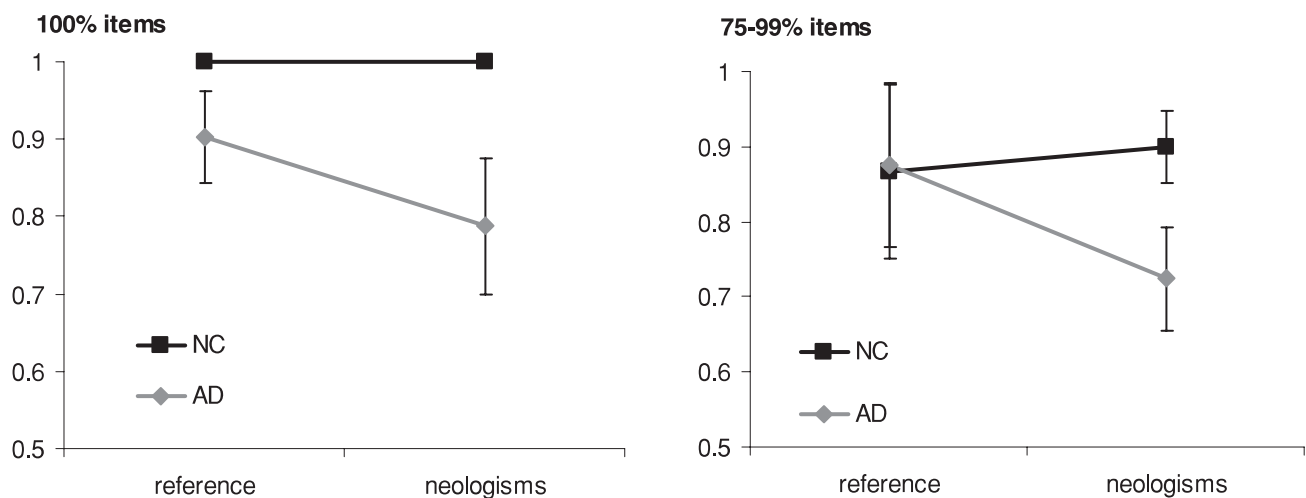 100% items
1
0.9
0.8
0.7
0.6
0.5
NC
AD
reference
neologisms
75-99% items
1
0.9
0.8
0.7
0.6
0.5
NC
AD
reference
neologisms